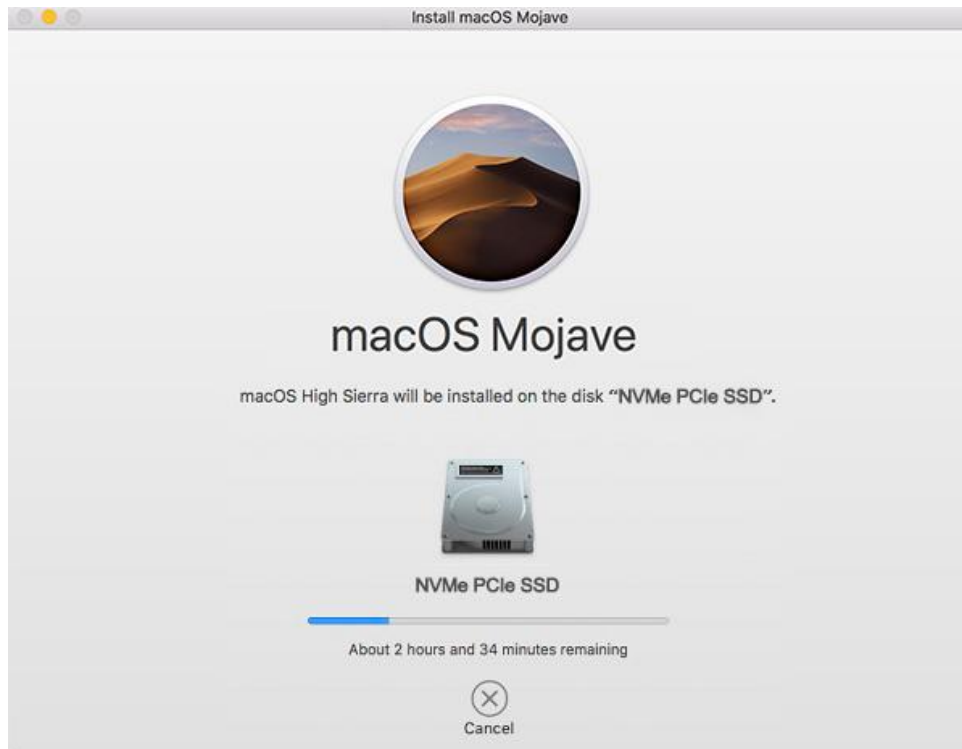 Install macOS Mojave
macOS Mojave
macOS High Sierra will be installed on the disk “NVMe PCIe SSD”.
NVMe PCIe SSD
About 2 hours and 34 minutes remaining
Cancel